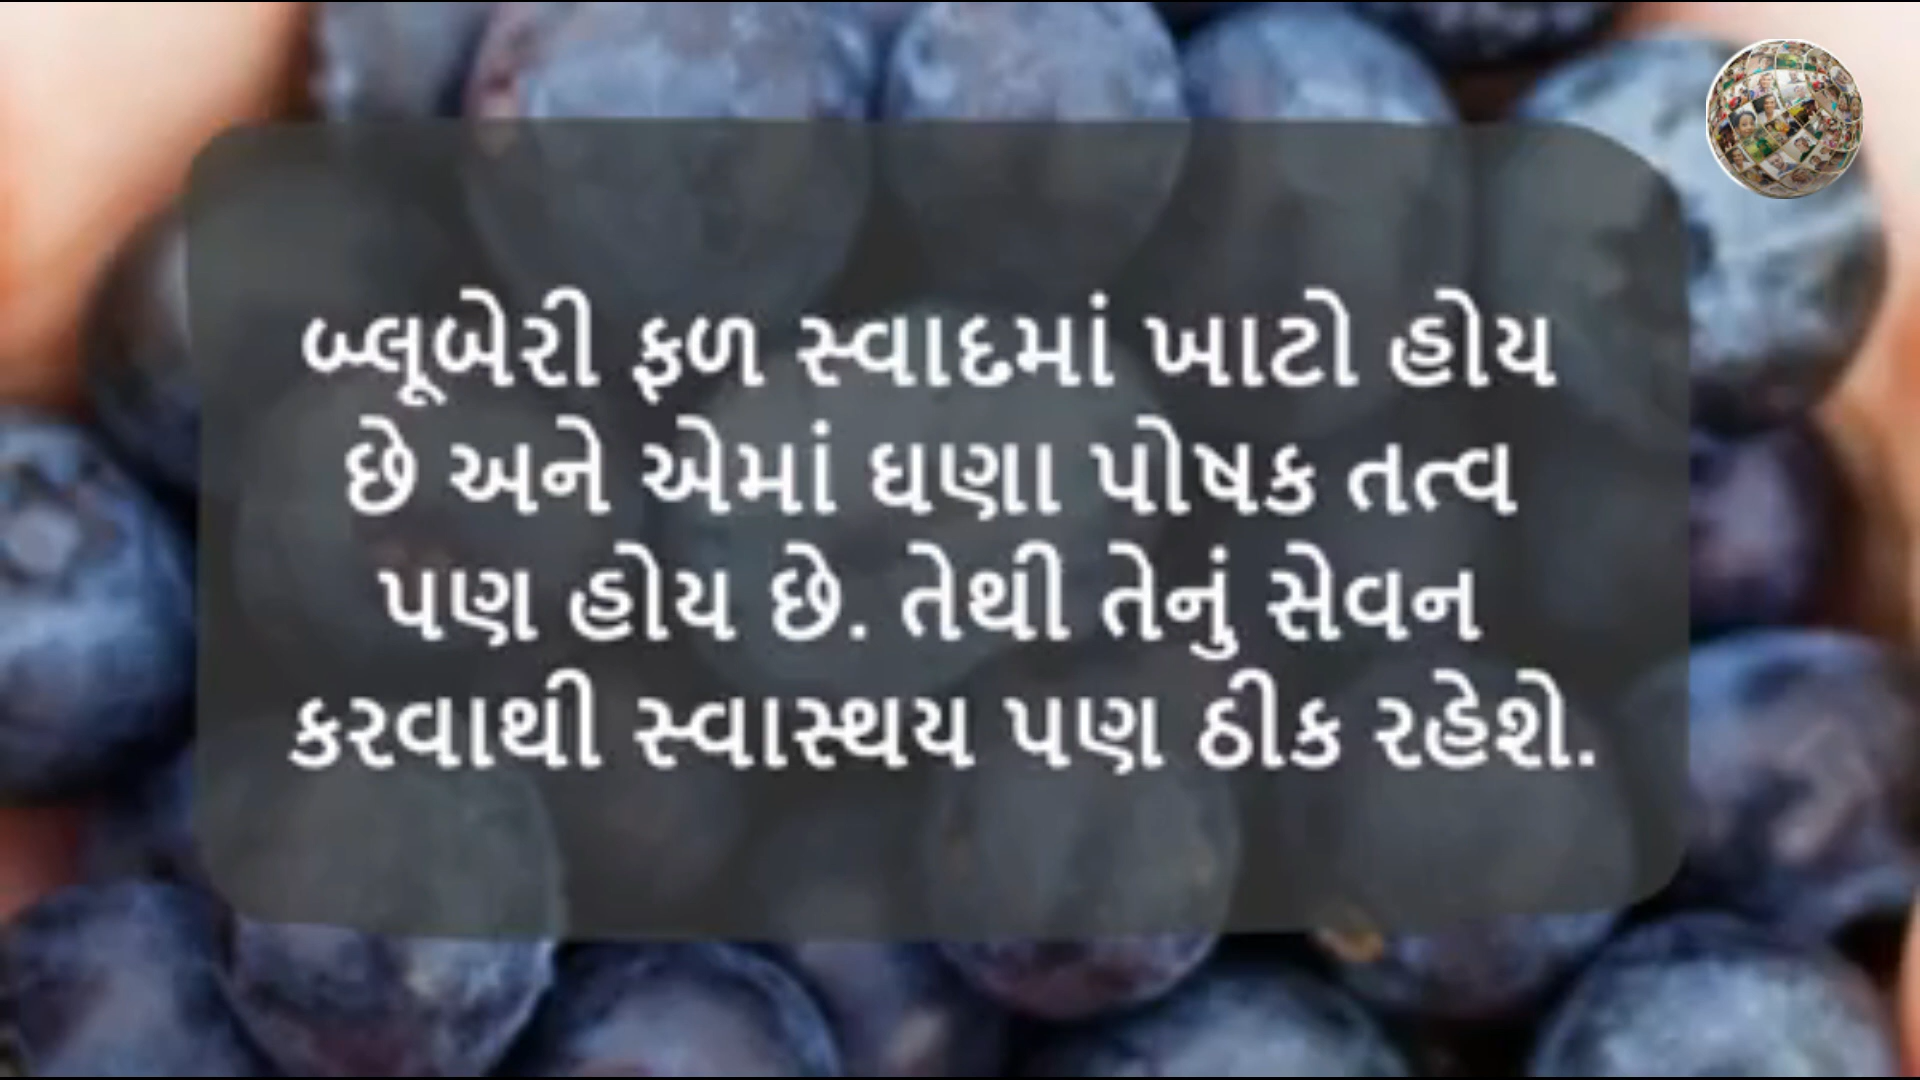 બ્લૂબેરી ફળ સ્વાદમાં ખાટો હોય
છે અને એમાં ઘણા પોષક તત્વ
પણ હોય છે. તેથી તેનું સેવન
કરવાથી સ્વાસ્થય પણ ઠીક રહેશે.